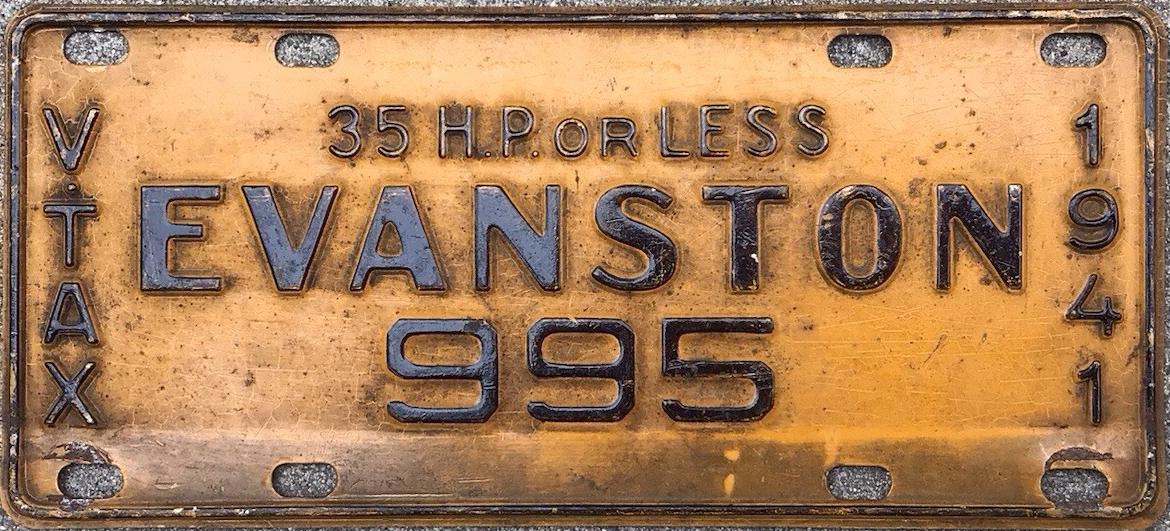 V. TAX
35 H.P. OR LESS
EVANSTON
995
1941